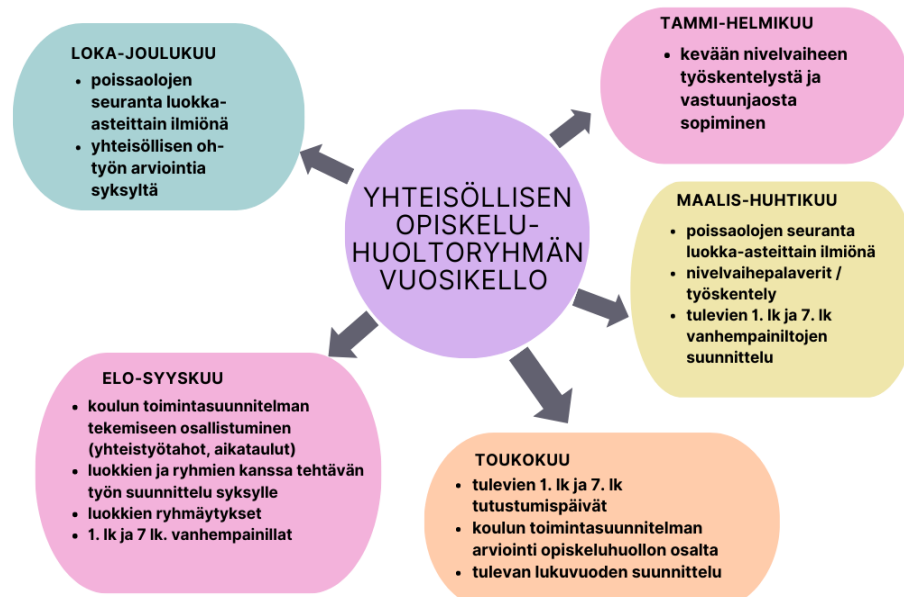 YHTEISÖLLISEN
OPISKELU-
HUOLTORYHMÄN
VUOSIKELLO
TAMMI-HELMIKUU
• kevään nivelvaiheen
työskentelystä ja
vastuunjaosta
sopiminen
MAALIS-HUHTIKUU
• poissaolojen seuranta
luokka-asteittain ilmiönä
• nivelvaihepalaverit /
työskentely
• tulevien 1. lk ja 7. lk
vanhempainiltojen
suunnittelu
TOUKOKUU
• tulevien 1. lk ja 7. lk
tutustumispäivät
• koulun toimintasuunnitelman
arviointi opiskeluhuollon osalta
• tulevan lukuvuoden suunnittelu
ELO-SYYSKUU
• koulun toimintasuunnitelman
tekemiseen osallistuminen
(yhteistyötahot, aikataulut)
• luokkien ja ryhmien kanssa tehtävän
työn suunnittelu syksylle
• luokkien ryhmäytykset
• 1. lk ja 7 lk. vanhempainillat
LOKA-JOULUKUU
• poissaolojen
seuranta luokka-
asteittain ilmiönä
• yhteisöllisen oh-
työn arviointia
syksyltä